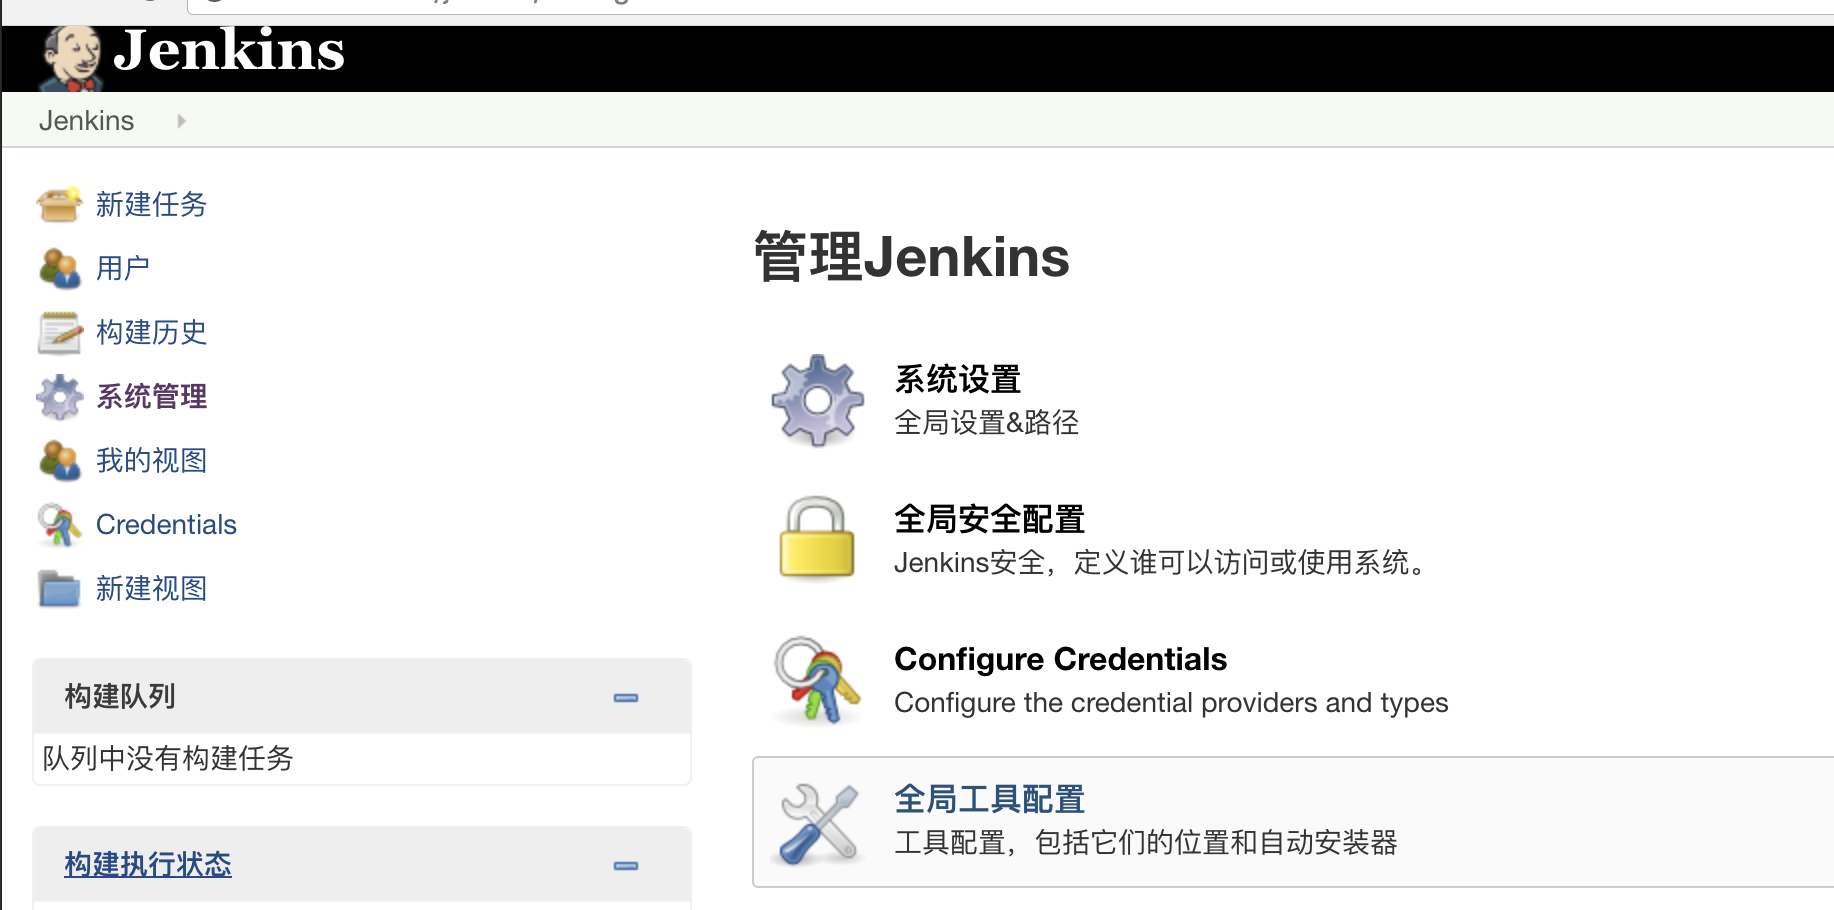 Jenkins
Jenkins
新建任务
用户
构建历史
系统管理
我的视图
Credentials
新建视图
构建队列
队列中没有构建任务
构建执行状态
管理Jenkins
系统设置
全局设置&路径
全局安全配置
Jenkins安全，定义谁可以访问或使用系统。
Configure Credentials
Configure the credential providers and types
全局工具配置
工具配置，包括它们的位置和自动安装器